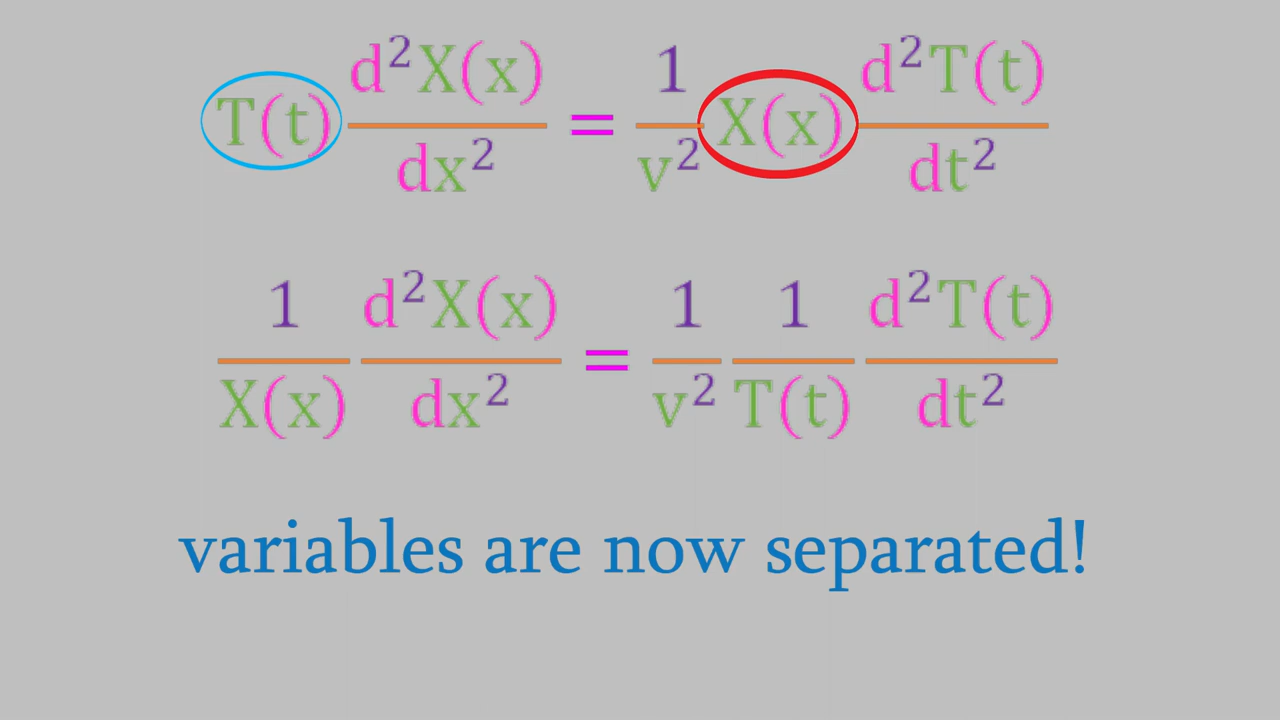 T(t) d²X(x)/dx² = 1/v² X(x) d²T(t)/dt²
1/X(x) d²X(x)/dx² = 1/v² 1/T(t) d²T(t)/dt²
variables are now separated!